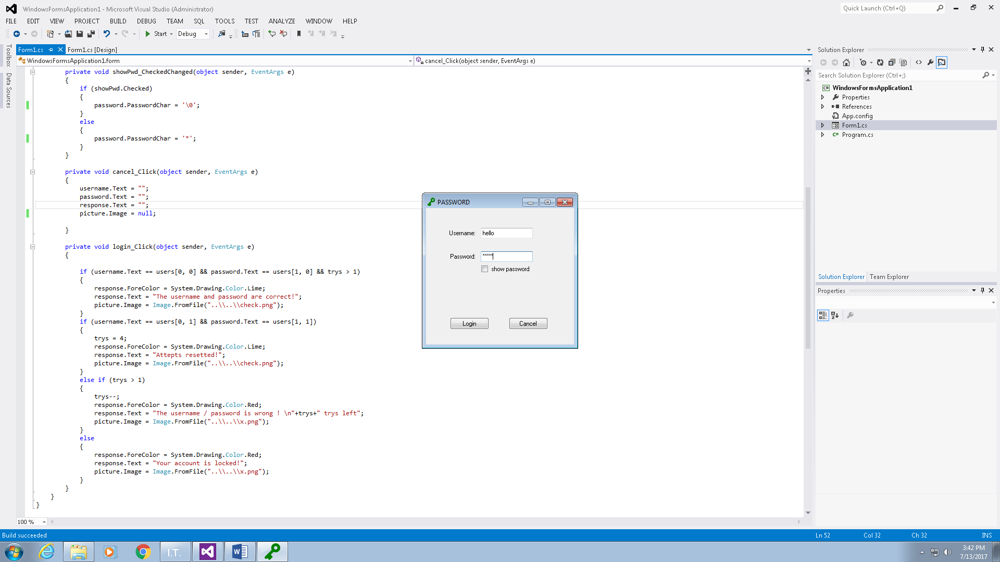 WindowsFormsApplication1 - Microsoft Visual Studio (Administrator)
Quick Launch (Ctrl+Q)
FILE EDIT VIEW PROJECT BUILD DEBUG TEAM SQL TOOLS TEST ANALYZE WINDOW HELP
Start Debug
Toolbox
Data Sources
Form1.cs Form1.cs [Design]
WindowsFormsApplication1.form cancel_Click(object sender, EventArgs e)
private void showPwd_CheckedChanged(object sender, EventArgs e)
{
if (showPwd.Checked)
{
password.PasswordChar = '\0';
}
else
{
password.PasswordChar = '*';
}
}
private void cancel_Click(object sender, EventArgs e)
{
username.Text = "";
password.Text = "";
response.Text = "";
picture.Image = null;
}
private void login_Click(object sender, EventArgs e)
{
if (username.Text == users[0, 0] && password.Text == users[1, 0] && trys > 1)
{
response.ForeColor = System.Drawing.Color.Lime;
response.Text = "The username and password are correct!";
picture.Image = Image.FromFile("..\\..\\check.png");
}
if (username.Text == users[0, 1] && password.Text == users[1, 1])
{
trys = 4;
response.ForeColor = System.Drawing.Color.Lime;
response.Text = "Attepts resetted!";
picture.Image = Image.FromFile("..\\..\\check.png");
}
else if (trys > 1)
{
trys--;
response.ForeColor = System.Drawing.Color.Red;
response.Text = "The username / password is wrong ! \n"+trys+" trys left";
picture.Image = Image.FromFile("..\\..\\x.png");
}
else
{
response.ForeColor = System.Drawing.Color.Red;
response.Text = "Your account is locked!";
picture.Image = Image.FromFile("..\\..\\x.png");
}
}
}
}
100 %
PASSWORD
Username: hello
Password: *****
show password
Login Cancel
Solution Explorer
Search Solution Explorer (Ctrl+;)
C# WindowsFormsApplication1
Properties
References
App.config
Form1.cs
C# Program.cs
Solution Explorer Team Explorer
Properties
Build succeeded Ln 52 Col 32 Ch 32 INS
I.T.
3:42 PM
7/13/2017